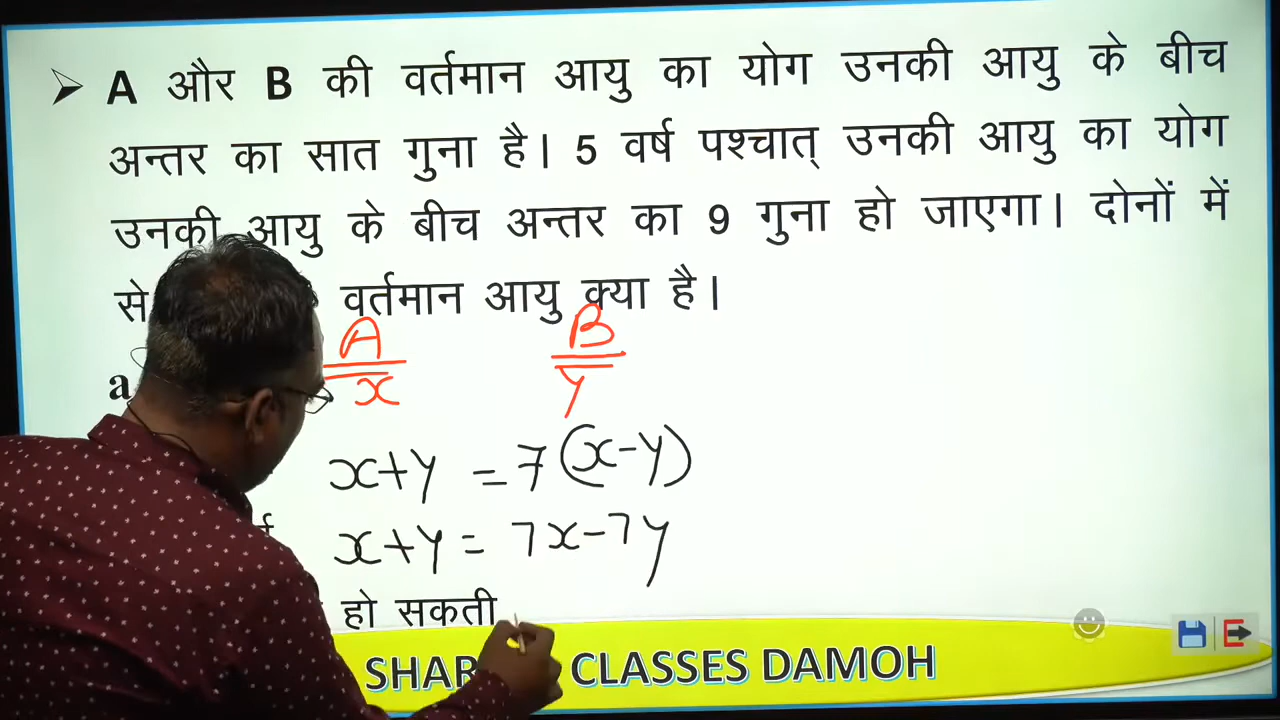 ➤ A और B की वर्तमान आयु का योग उनकी आयु के बीच
अन्तर का सात गुना है। 5 वर्ष पश्चात् उनकी आयु का योग
उनकी आयु के बीच अन्तर का 9 गुना हो जाएगा। दोनों में
से वर्तमान आयु क्या है।
A B
a x y
x+y = 7(x-y)
x+y = 7x-7y
हो सकती
CLASSES DAMOH